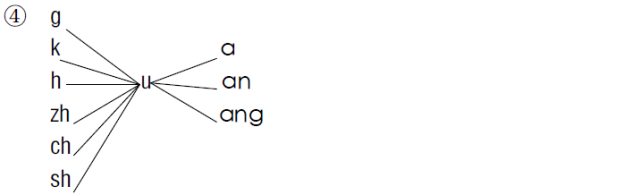 ④ g
k a
h u an
zh ang
ch
sh